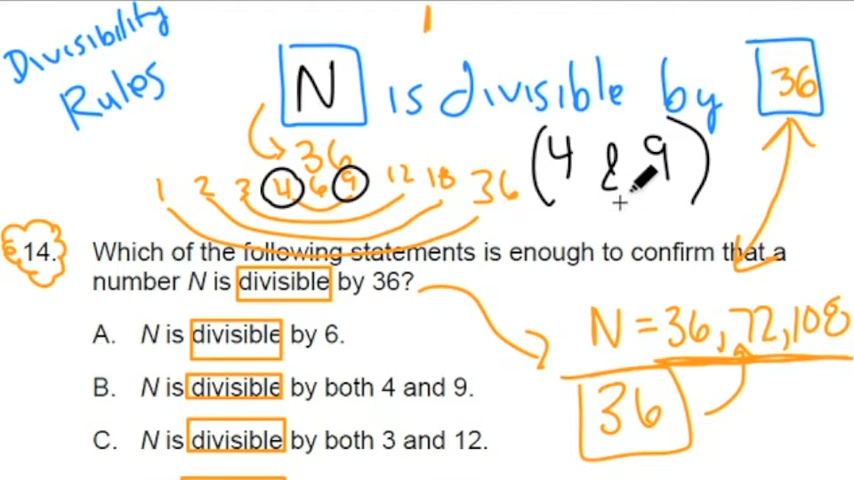 Divisibility
Rules
N is divisible by 36
36
1 2 3 4 6 9 12 18 36
(4 & 9)
14. Which of the following statements is enough to confirm that a
number N is divisible by 36?
N = 36, 72, 108
36
A. N is divisible by 6.
B. N is divisible by both 4 and 9.
C. N is divisible by both 3 and 12.